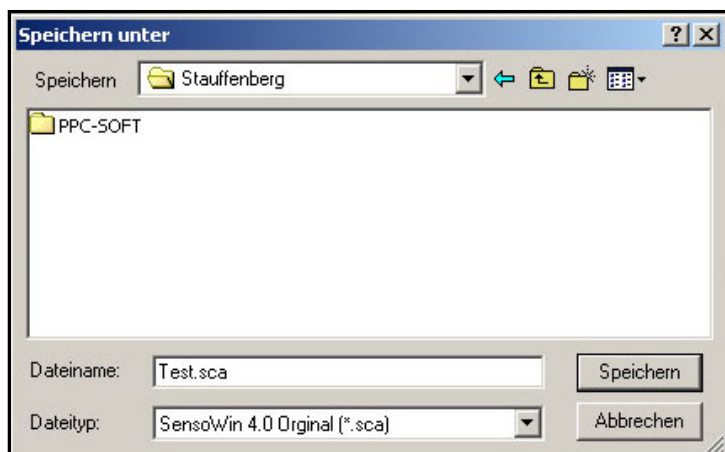 Speichern unter
Speichern Stauffenberg
PPC-SOFT
Dateiname: Test.sca Speichern
Dateityp: SensoWin 4.0 Orginal (*.sca) Abbrechen